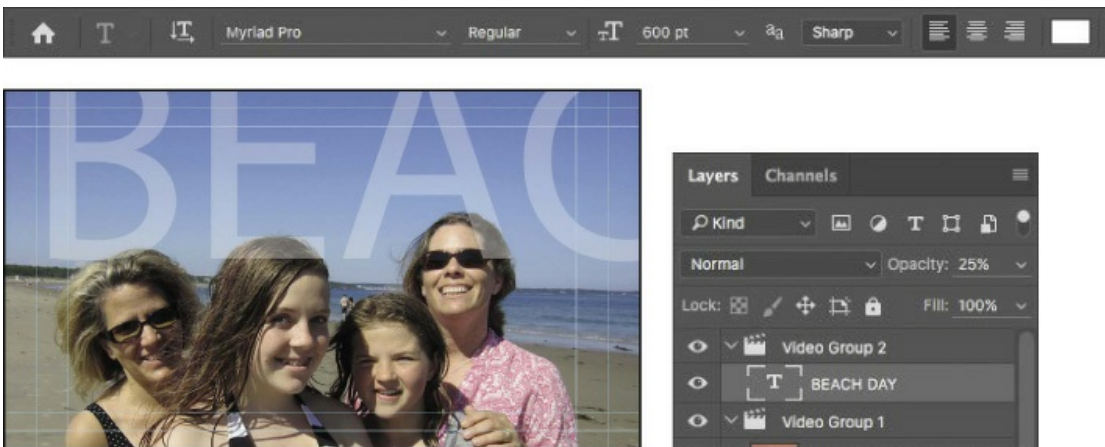 T Myriad Pro Regular 600 pt Sharp
BEAC
Layers Channels
Kind
Normal Opacity: 25%
Lock: Fill: 100%
Video Group 2
T BEACH DAY
Video Group 1